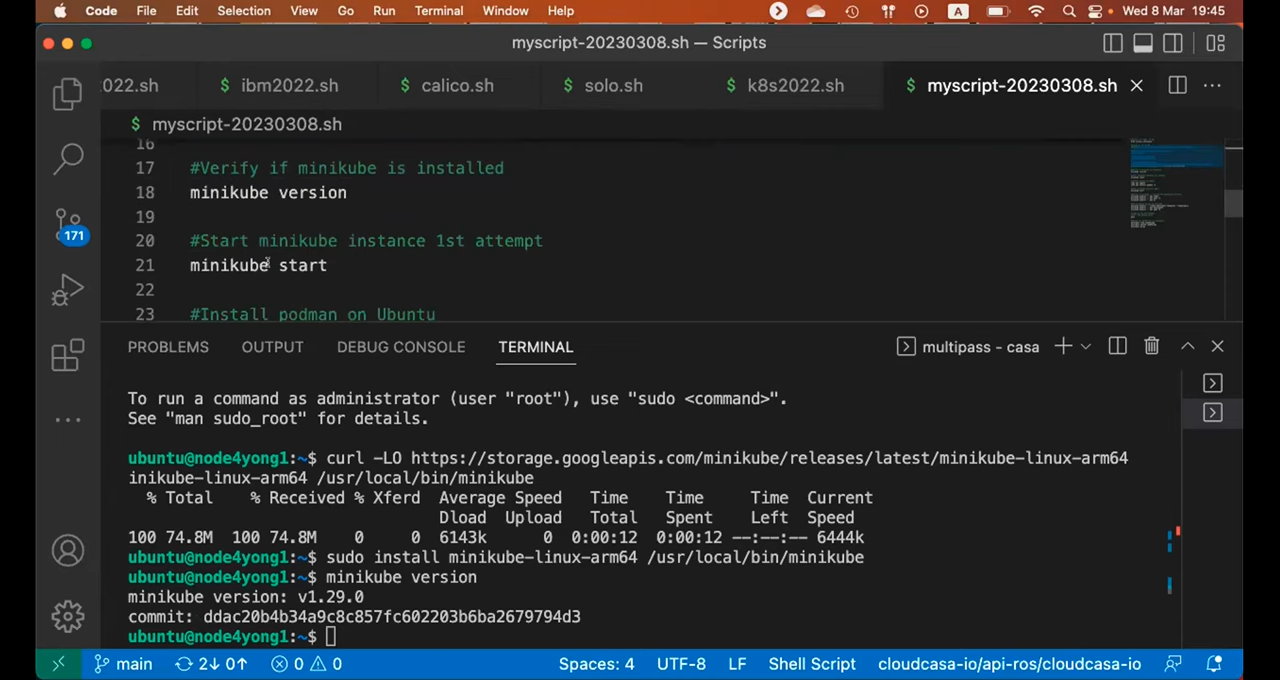 Code File Edit Selection View Go Run Terminal Window Help A Wed 8 Mar 19:45
myscript-20230308.sh — Scripts
2022.sh $ ibm2022.sh $ calico.sh $ solo.sh $ k8s2022.sh $ myscript-20230308.sh
$ myscript-20230308.sh
16
17 #Verify if minikube is installed
18 minikube version
19
20 #Start minikube instance 1st attempt
21 minikube start
22
23 #Install podman on Ubuntu
171
PROBLEMS OUTPUT DEBUG CONSOLE TERMINAL multipass - casa
To run a command as administrator (user "root"), use "sudo <command>".
See "man sudo_root" for details.
ubuntu@node4yong1:~$ curl -LO https://storage.googleapis.com/minikube/releases/latest/minikube-linux-arm64
inikube-linux-arm64 /usr/local/bin/minikube
% Total % Received % Xferd Average Speed Time Time Time Current
Dload Upload Total Spent Left Speed
100 74.8M 100 74.8M 0 0 6143k 0 0:00:12 0:00:12 --:--:-- 6444k
ubuntu@node4yong1:~$ sudo install minikube-linux-arm64 /usr/local/bin/minikube
ubuntu@node4yong1:~$ minikube version
minikube version: v1.29.0
commit: ddac20b4b34a9c8c857fc602203b6ba2679794d3
ubuntu@node4yong1:~$
main 2↓ 0↑ 0 0 Spaces: 4 UTF-8 LF Shell Script cloudcasa-io/api-ros/cloudcasa-io